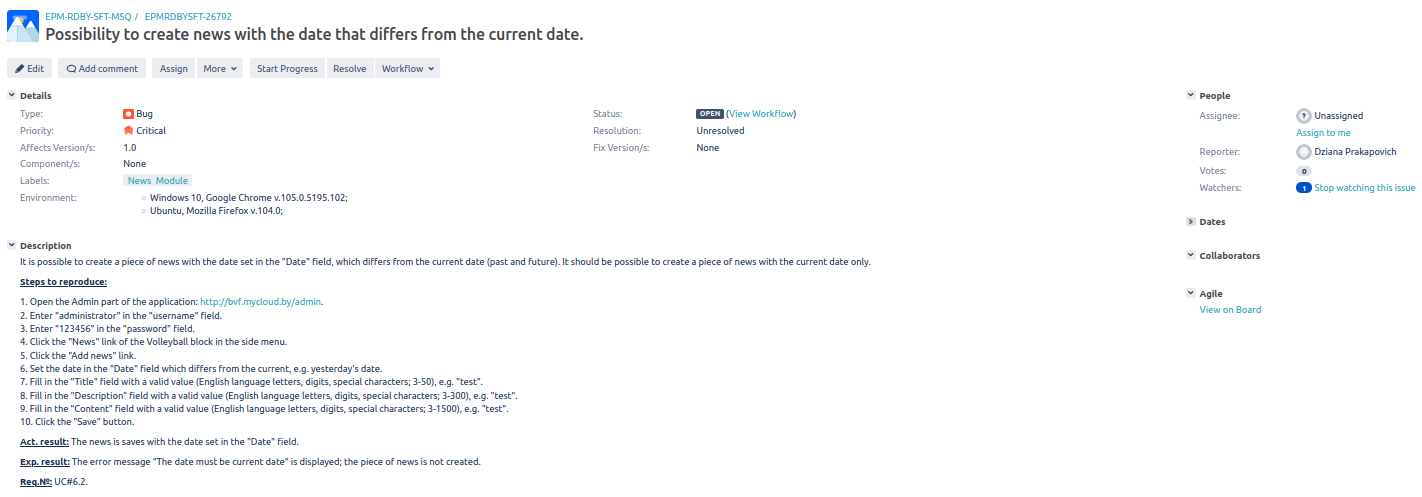 EPM-RDBY-SFT-MSQ / EPMRDBYSFT-26792
Possibility to create news with the date that differs from the current date.
Edit Add comment Assign More Start Progress Resolve Workflow
Details
Type: Bug
Priority: Critical
Affects Version/s: 1.0
Component/s: None
Labels: News Module
Environment:
Windows 10, Google Chrome v.105.0.5195.102;
Ubuntu, Mozilla Firefox v.104.0;
Status: OPEN (View Workflow)
Resolution: Unresolved
Fix Version/s: None
Description
It is possible to create a piece of news with the date set in the "Date" field, which differs from the current date (past and future). It should be possible to create a piece of news with the current date only.
Steps to reproduce:
1. Open the Admin part of the application: http://bvf.mycloud.by/admin.
2. Enter "administrator" in the "username" field.
3. Enter "123456" in the "password" field.
4. Click the "News" link of the Volleyball block in the side menu.
5. Click the "Add news" link.
6. Set the date in the "Date" field which differs from the current, e.g. yesterday's date.
7. Fill in the "Title" field with a valid value (English language letters, digits, special characters; 3-50), e.g. "test".
8. Fill in the "Description" field with a valid value (English language letters, digits, special characters; 3-300), e.g. "test".
9. Fill in the "Content" field with a valid value (English language letters, digits, special characters; 3-1500), e.g. "test".
10. Click the "Save" button.
Act. result: The news is saves with the date set in the "Date" field.
Exp. result: The error message "The date must be current date" is displayed; the piece of news is not created.
Req.№: UC#6.2.
People
Assignee: ? Unassigned
Assign to me
Reporter: Dziana Prakapovich
Votes: 0
Watchers: 1 Stop watching this issue
Dates
Collaborators
Agile
View on Board